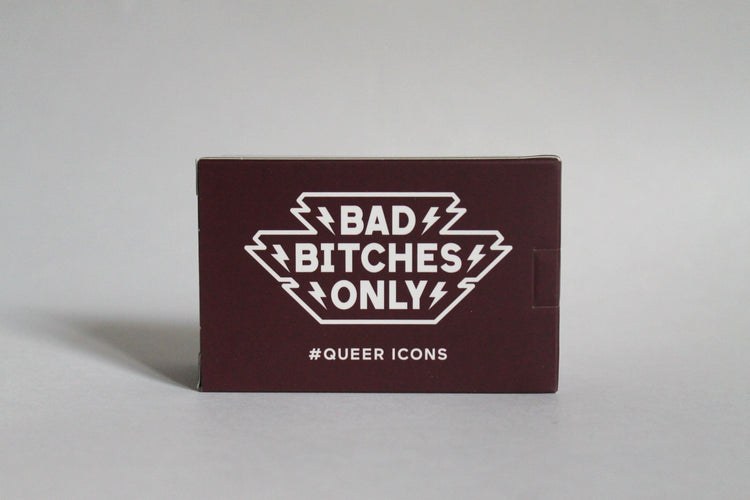 BAD
BITCHES
ONLY
#QUEER ICONS